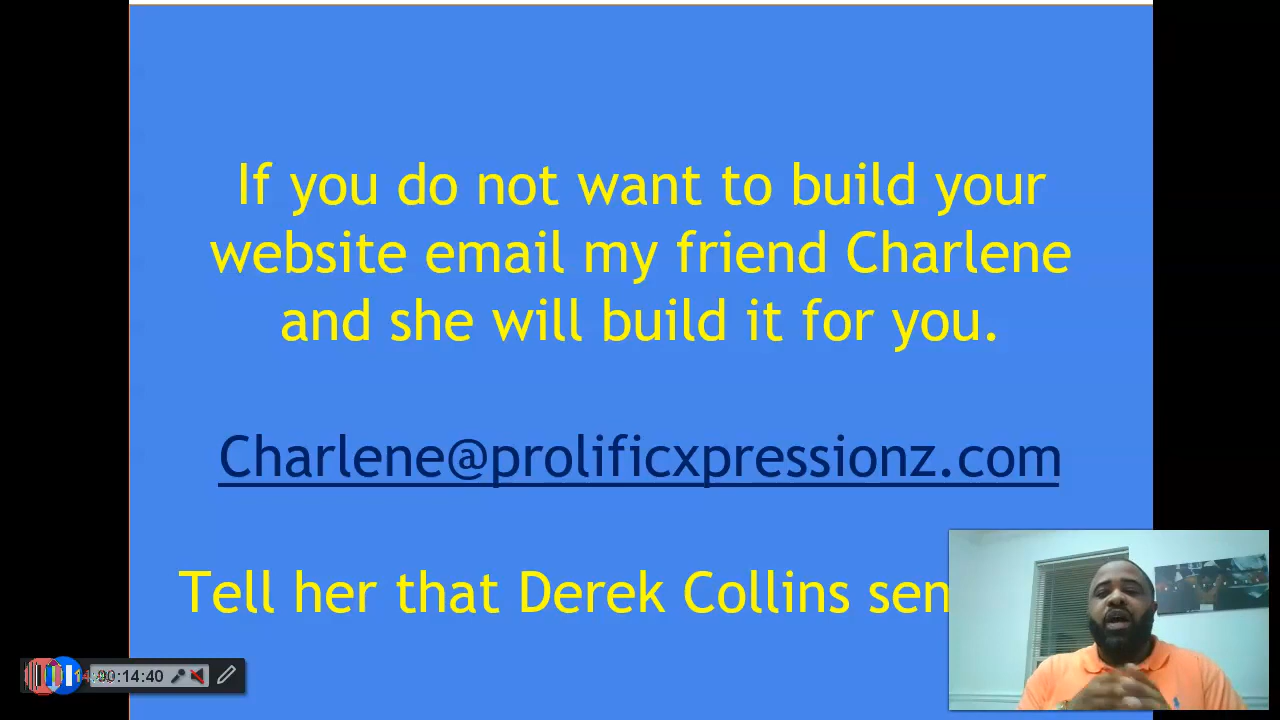 If you do not want to build your
website email my friend Charlene
and she will build it for you.
Charlene@prolificxpressionz.com
Tell her that Derek Collins sen
00:14:40